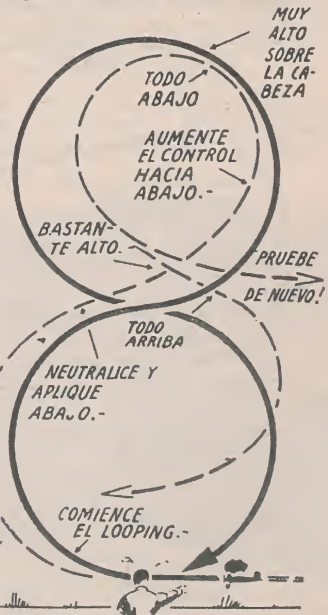 MUY
ALTO
SOBRE
LA CA-
BEZA
TODO
ABAJO
AUMENTE
EL CONTROL
HACIA
ABAJO.-
BASTAN-
TE ALTO.
PRUEBE
DE NUEVO!
TODO
ARRIBA
NEUTRALICE Y
APLIQUE
ABAJO.-
COMIENCE
EL LOOPING.-